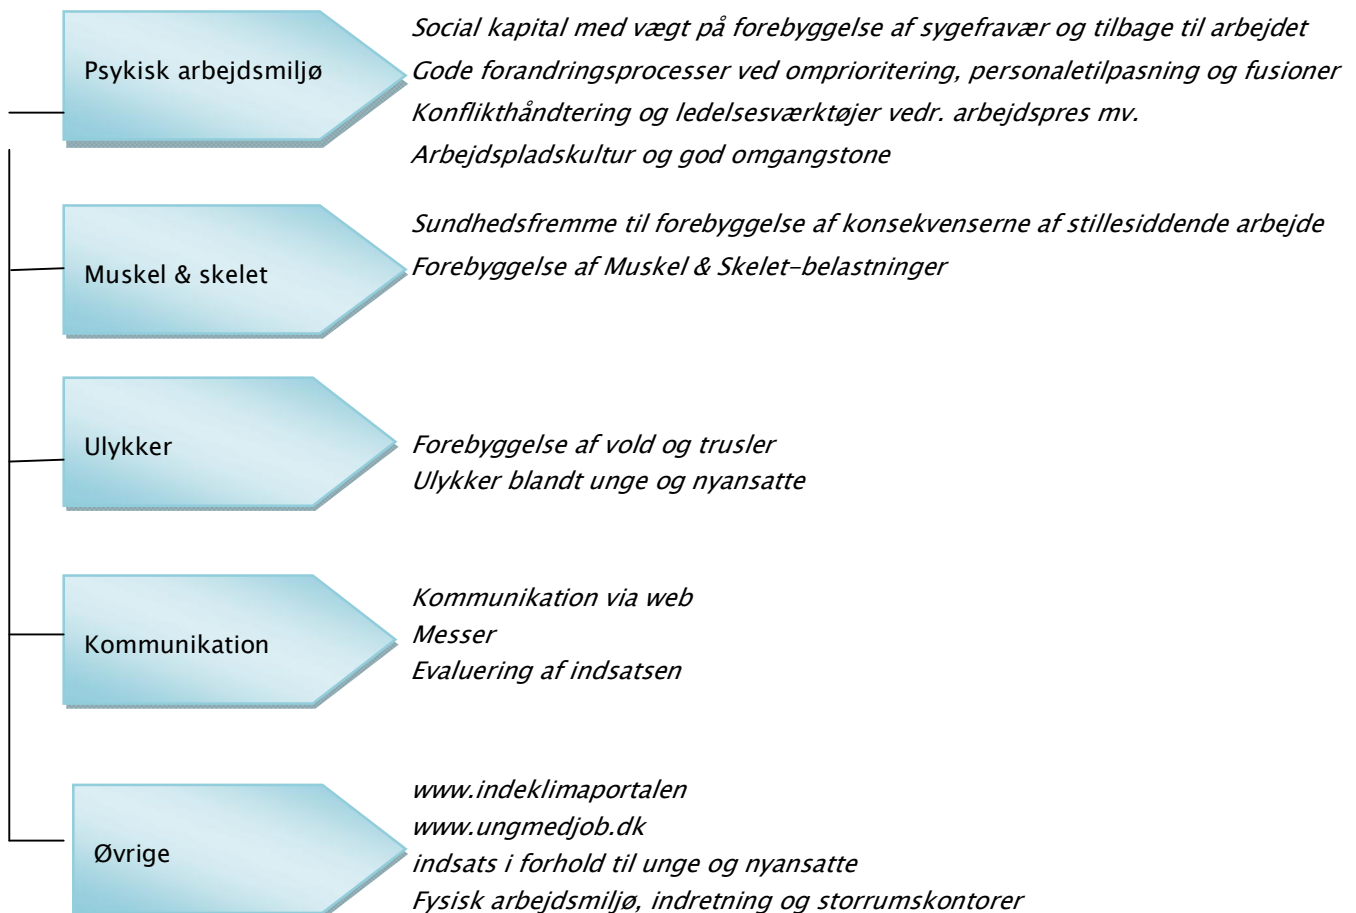 Psykisk arbejdsmiljø
Social kapital med vægt på forebyggelse af sygefravær og tilbage til arbejdet
Gode forandringsprocesser ved omprioritering, personaletilpasning og fusioner
Konflikthåndtering og ledelsesværktøjer vedr. arbejdspres mv.
Arbejdspladskultur og god omgangstone
Muskel & skelet
Sundhedsfremme til forebyggelse af konsekvenserne af stillesiddende arbejde
Forebyggelse af Muskel & Skelet-belastninger
Ulykker
Forebyggelse af vold og trusler
Ulykker blandt unge og nyansatte
Kommunikation
Kommunikation via web
Messer
Evaluering af indsatsen
Øvrige
www.indeklimaportalen
www.ungmedjob.dk
indsats i forhold til unge og nyansatte
Fysisk arbejdsmiljø, indretning og storrumskontorer